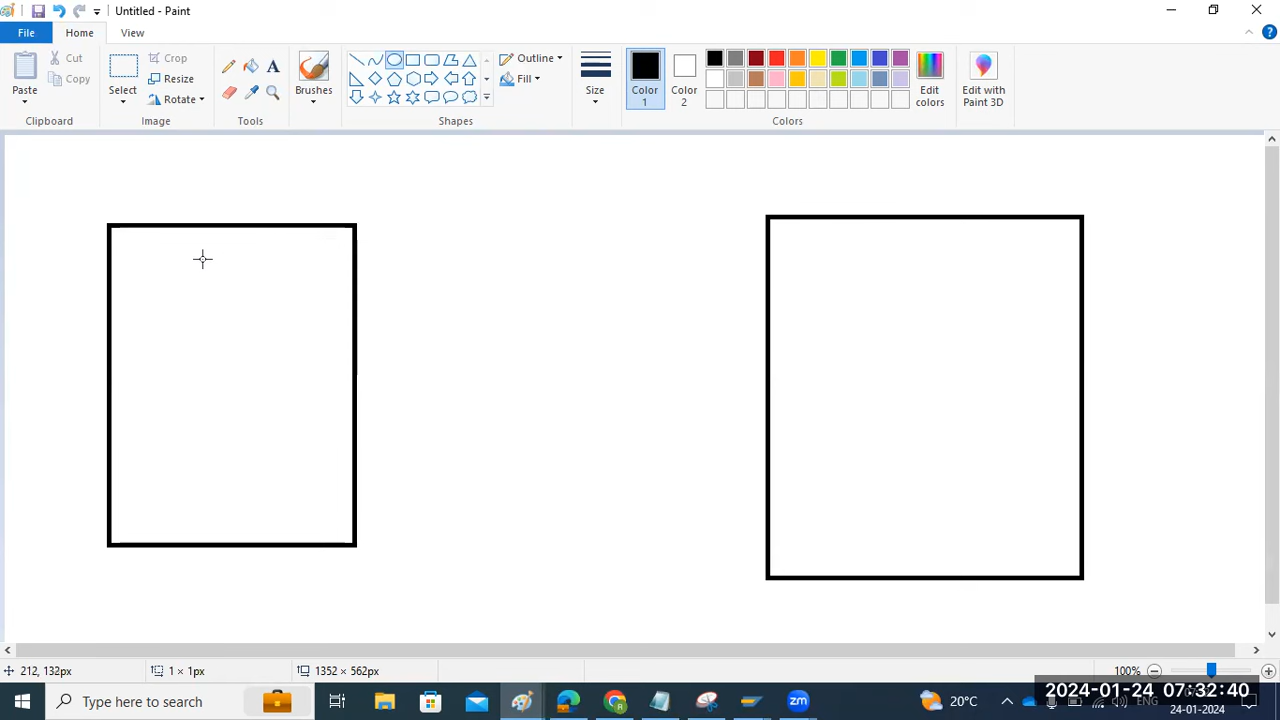 Untitled - Paint
File Home View
Paste
Cut
Copy
Clipboard
Select
Crop
Resize
Rotate
Image
Tools
Brushes
Outline
Fill
Shapes
Size
Color 1
Color 2
Edit colors
Colors
Edit with Paint 3D
212, 132px
1 × 1px
1352 × 562px
100%
Type here to search
zm
20°C
ENG
2024-01-24 07:32:40
24-01-2024